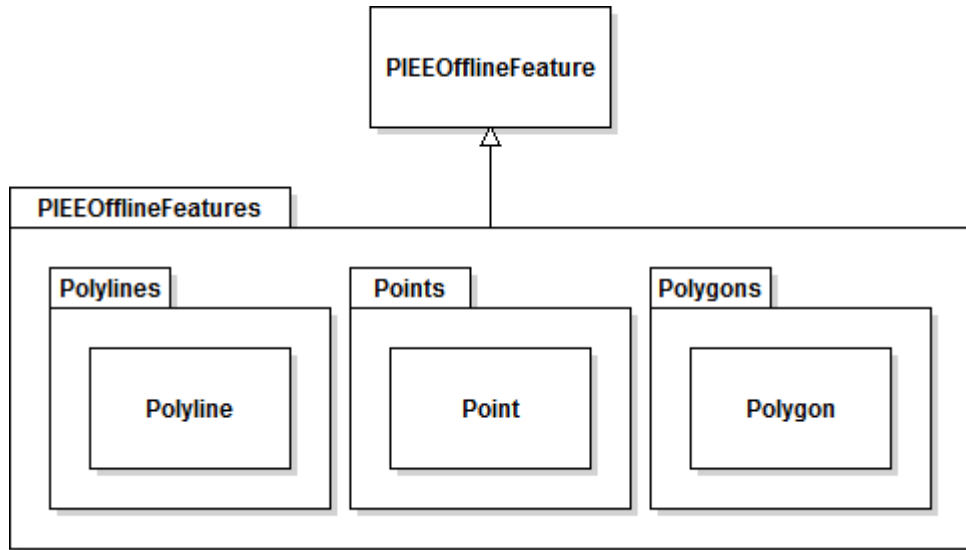 PIEEOfflineFeature
PIEEOfflineFeatures
Polylines
Points
Polygons
Polyline
Point
Polygon